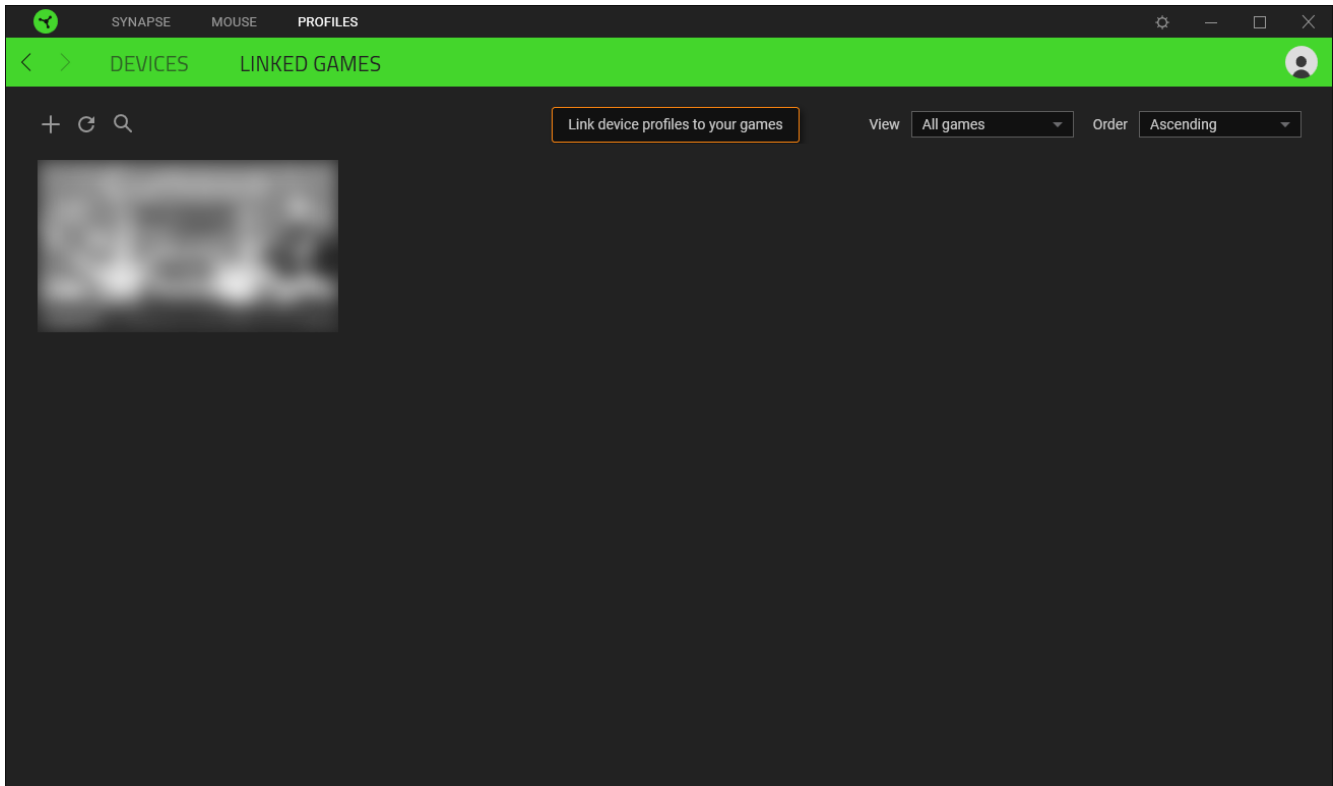 SYNAPSE MOUSE PROFILES
DEVICES LINKED GAMES
Link device profiles to your games View All games Order Ascending